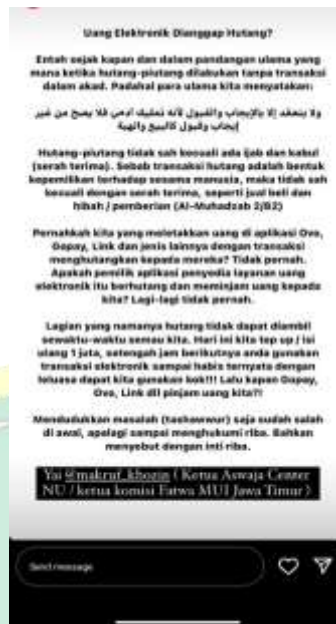 Uang Elektronik Dianggap Hutang?
Entah sejak kapan dan dalam pandangan ulama yang
mana ketika hutang-piutang dilakukan tanpa transaksi
dalam akad. Padahal para ulama kita menyatakan:
ولا ينعقد إلا بالإيجاب والقبول لأنه تمليك آدمي فلا يصح من غير
إيجاب وقبول كالبيع والهبة
Hutang-piutang tidak sah kecuali ada ijab dan kabul
(serah terima). Sebab transaksi hutang adalah bentuk
kepemilikan terhadap sesama manusia, maka tidak sah
kecuali dengan serah terima, seperti jual beli dan
hibah / pemberian (Al-Muhadzab 2/82)
Pernahkah kita yang meletakkan uang di aplikasi Ovo,
Gopay, Link dan jenis lainnya dengan transaksi
menghutangkan kepada mereka? Tidak pernah.
Apakah pemilik aplikasi penyedia layanan uang
elektronik itu berhutang dan meminjam uang kepada
kita? Lagi-lagi tidak pernah.
Lagian yang namanya hutang tidak dapat diambil
sewaktu-waktu semau kita. Hari ini kita top up / isi
ulang 1 juta, setengah jam berikutnya anda gunakan
transaksi elektronik sampai habis ternyata dengan
leluasa dapat kita gunakan kok!!! Lalu kapan Gopay,
Ovo, Link dll pinjam uang kita?!
Mendudukkan masalah (tashawwur) saja sudah salah
di awal, apalagi sampai menghukumi riba. Bahkan
menyebut dengan inti riba.
Yai @makruf_khozin ( Ketua Aswaja Center
NU / ketua komisi Fatwa MUI Jawa Timur )
Send message